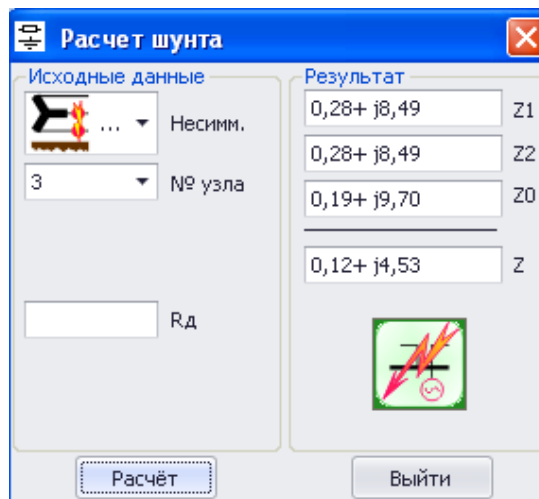 Расчет шунта
Исходные данные
... Несимм.
3 № узла
Rд
Расчёт
Результат
0,28+ j8,49 Z1
0,28+ j8,49 Z2
0,19+ j9,70 Z0
0,12+ j4,53 Z
Выйти